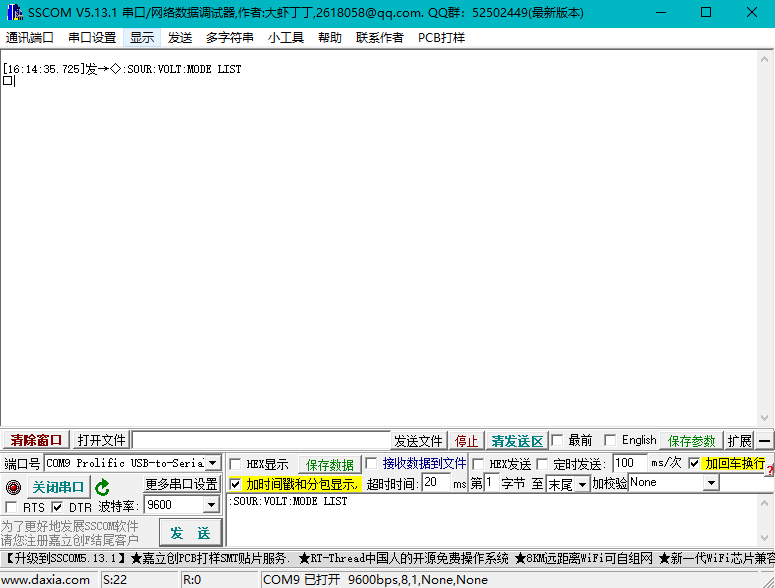 SSCOM V5.13.1 串口/网络数据调试器,作者:大虾丁丁,2618058@qq.com. QQ群: 52502449(最新版本)
通讯端口 串口设置 显示 发送 多字符串 小工具 帮助 联系作者 PCB打样
[16:14:35.725]发→◇:SOUR:VOLT:MODE LIST
□
清除窗口 打开文件 发送文件 停止 清发送区 最前 English 保存参数 扩展 —
端口号 COM9 Prolific USB-to-Seria HEX显示 保存数据 接收数据到文件 HEX发送 定时发送: 100 ms/次 加回车换行
关闭串口 更多串口设置 加时间戳和分包显示, 超时时间: 20 ms 第1 字节 至 末尾 加校验 None
RTS DTR 波特率: 9600 :SOUR:VOLT:MODE LIST
为了更好地发展SSCOM软件
请您注册嘉立创F结尾客户
发 送
【升级到SSCOM5.13.1】★嘉立创PCB打样SMT贴片服务. ★RT-Thread中国人的开源免费操作系统 ★8KM远距离WiFi可自组网 ★新一代WiFi芯片兼容
www.daxia.com S:22 R:0 COM9 已打开 9600bps,8,1,None,None